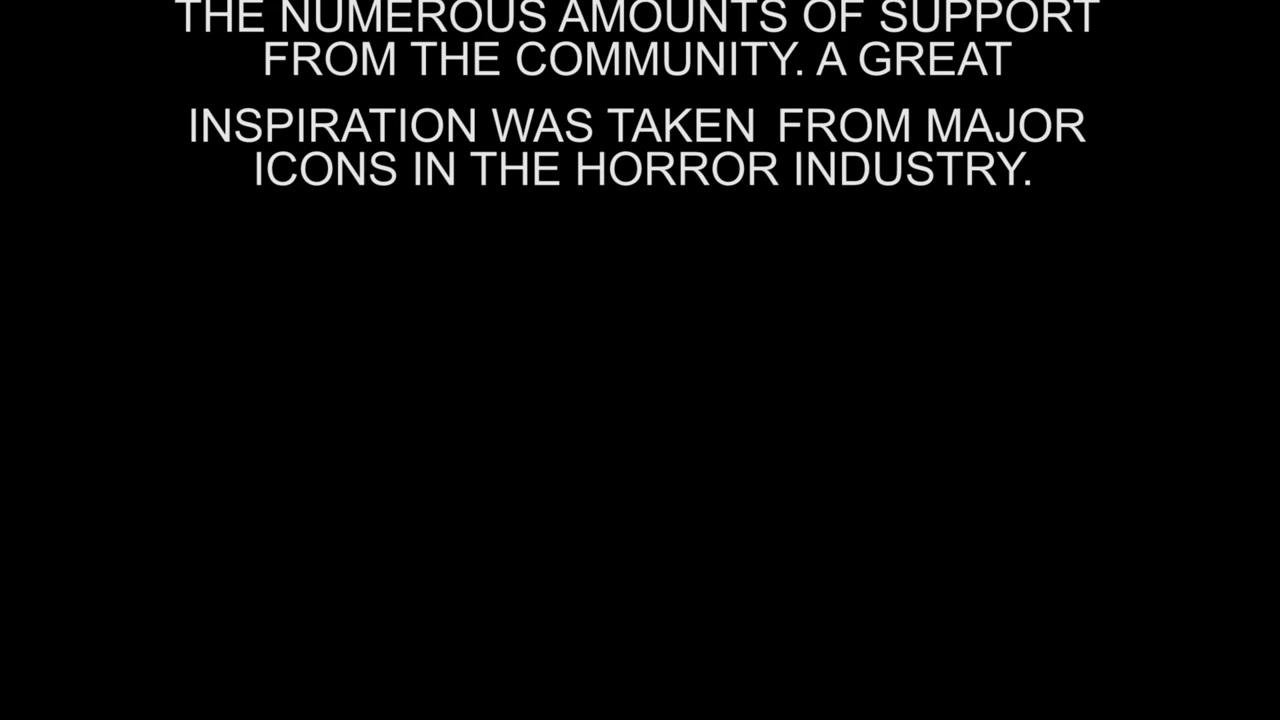 THE NUMEROUS AMOUNTS OF SUPPORT
FROM THE COMMUNITY. A GREAT
INSPIRATION WAS TAKEN FROM MAJOR
ICONS IN THE HORROR INDUSTRY.